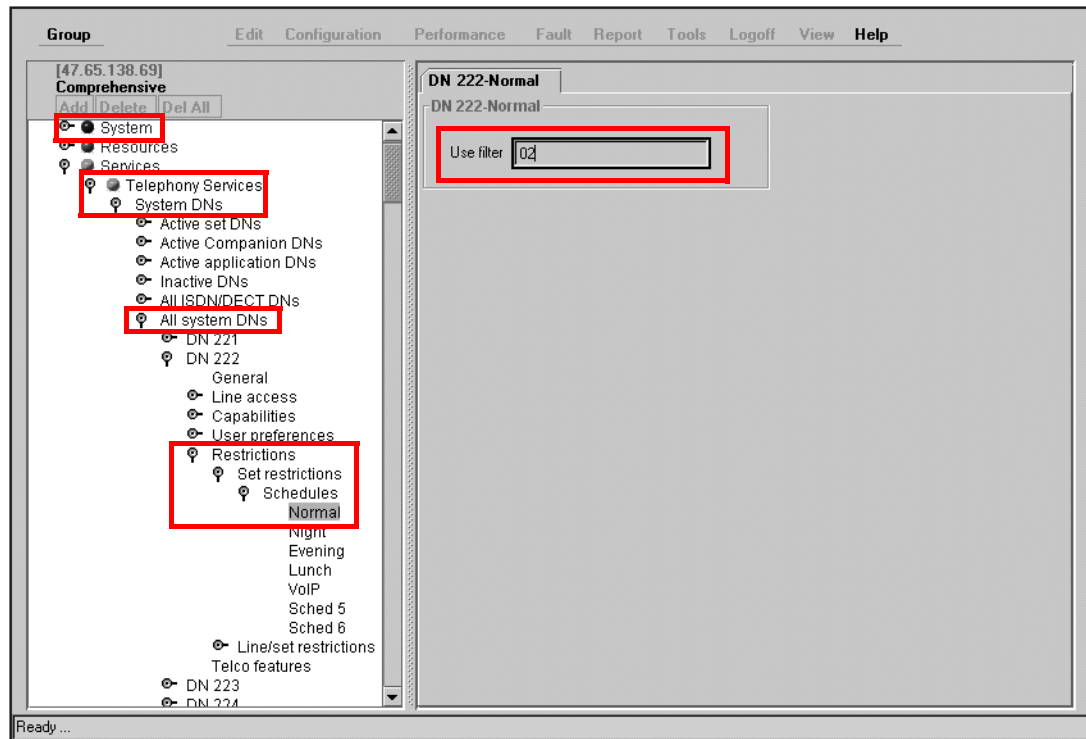 Group Edit Configuration Performance Fault Report Tools Logoff View Help
[47.65.138.69]
Comprehensive
Add Delete Del All
System
Resources
Services
Telephony Services
System DNs
Active set DNs
Active Companion DNs
Active application DNs
Inactive DNs
All ISDN/DECT DNs
All system DNs
DN 221
DN 222
General
Line access
Capabilities
User preferences
Restrictions
Set restrictions
Schedules
Normal
Night
Evening
Lunch
VoIP
Sched 5
Sched 6
Line/set restrictions
Telco features
DN 223
DN 224
DN 222-Normal
DN 222-Normal
Use filter 02
Ready ...